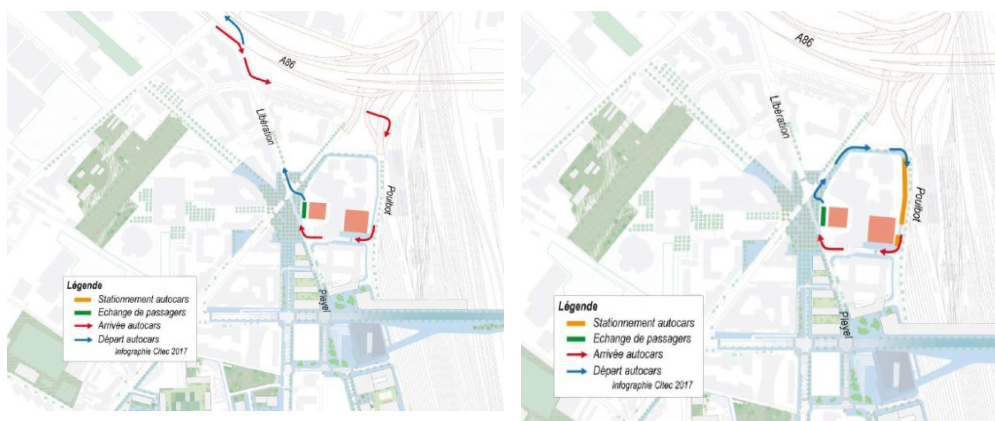 A86
Libération
Poulbot
Pleyel
Légende
Stationnement autocars
Echange de passagers
Arrivée autocars
Départ autocars
Infographie Citec 2017
A86
Libération
Poulbot
Pleyel
Légende
Stationnement autocars
Echange de passagers
Arrivée autocars
Départ autocars
Infographie Citec 2017